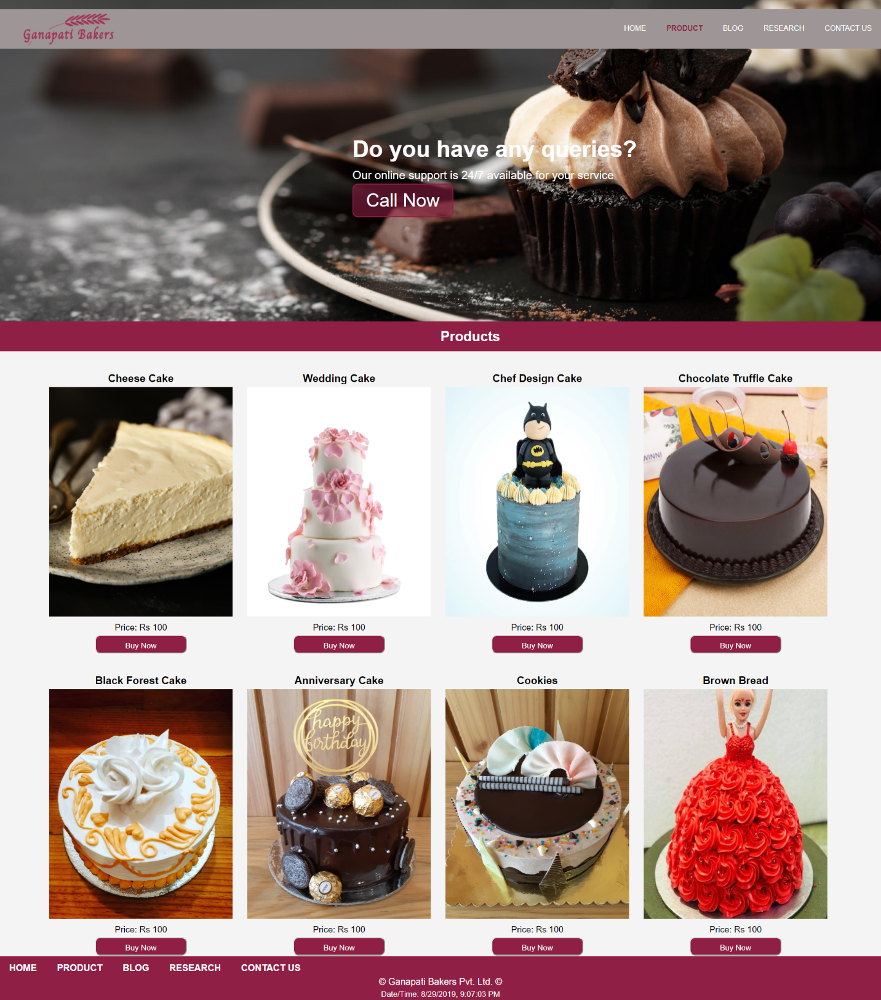 Ganapati Bakers
HOME PRODUCT BLOG RESEARCH CONTACT US
Do you have any queries?
Our online support is 24/7 available for your service
Call Now
Products
Cheese Cake Wedding Cake Chef Design Cake Chocolate Truffle Cake
WINNI
Price: Rs 100 Price: Rs 100 Price: Rs 100 Price: Rs 100
Buy Now Buy Now Buy Now Buy Now
Black Forest Cake Anniversary Cake Cookies Brown Bread
happy
birthday
Price: Rs 100 Price: Rs 100 Price: Rs 100 Price: Rs 100
Buy Now Buy Now Buy Now Buy Now
HOME PRODUCT BLOG RESEARCH CONTACT US
© Ganapati Bakers Pvt. Ltd. ©
Date/Time: 8/29/2019, 9:07:03 PM